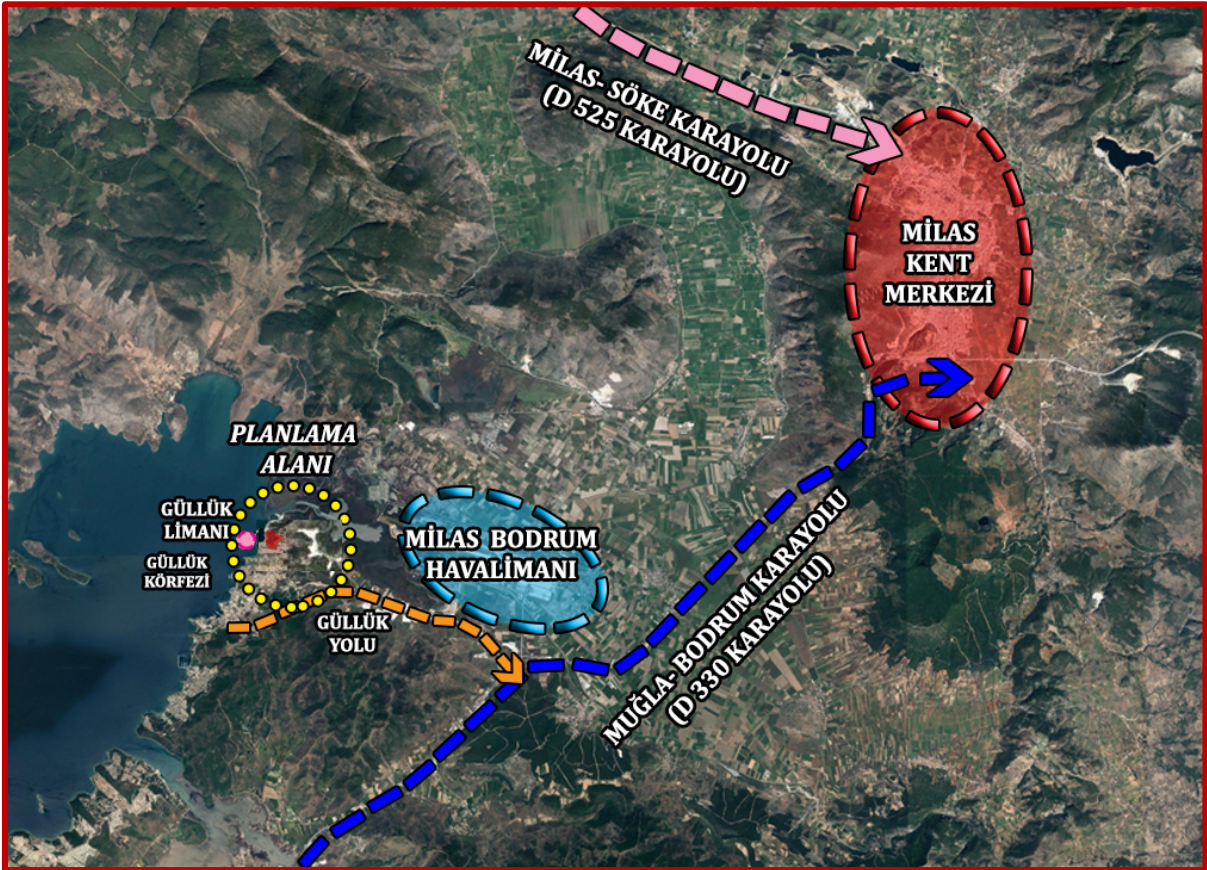 MİLAS- SÖKE KARAYOLU
(D 525 KARAYOLU)
MİLAS
KENT
MERKEZİ
PLANLAMA
ALANI
GÜLLÜK
LİMANI
GÜLLÜK
KÖRFEZİ
MİLAS BODRUM
HAVALİMANI
GÜLLÜK
YOLU
MUĞLA- BODRUM KARAYOLU
(D 330 KARAYOLU)